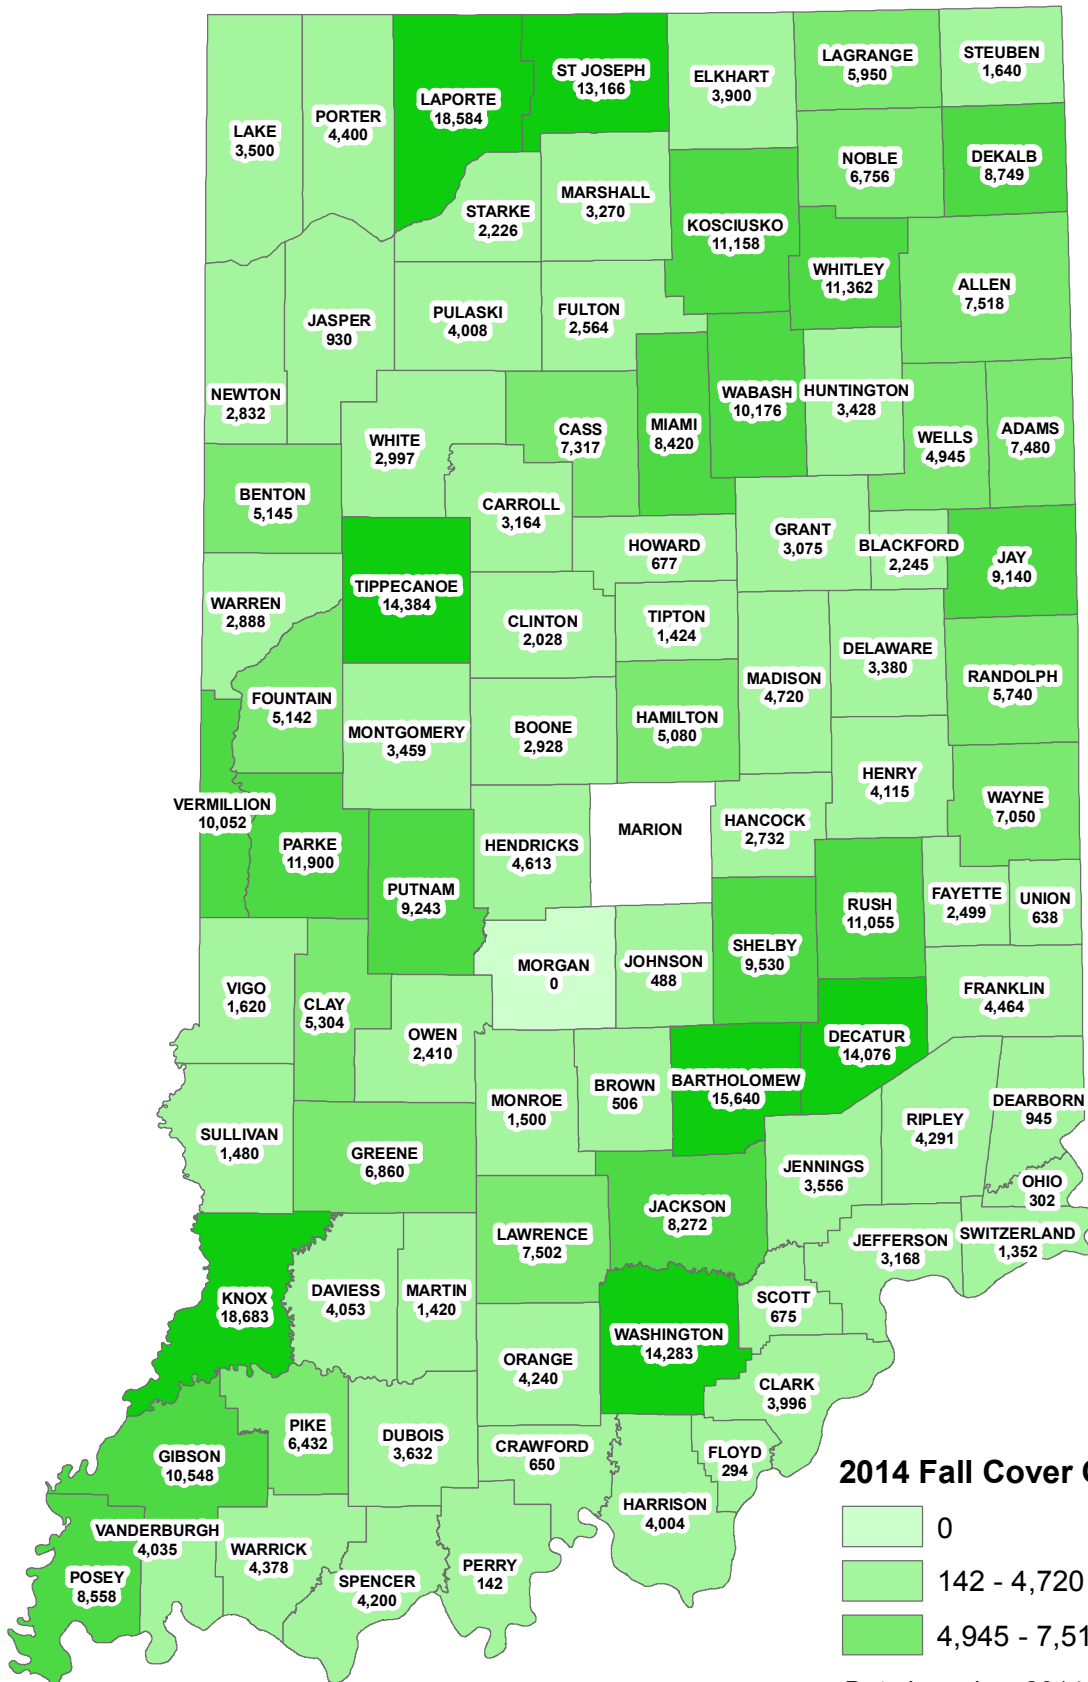 LAKE
3,500
PORTER
4,400
LAPORTE
18,584
ST JOSEPH
13,166
ELKHART
3,900
LAGRANGE
5,950
STEUBEN
1,640
NOBLE
6,756
DEKALB
8,749
STARKE
2,226
MARSHALL
3,270
KOSCIUSKO
11,158
WHITLEY
11,362
ALLEN
7,518
JASPER
930
PULASKI
4,008
FULTON
2,564
NEWTON
2,832
WHITE
2,997
CASS
7,317
MIAMI
8,420
WABASH
10,176
HUNTINGTON
3,428
WELLS
4,945
ADAMS
7,480
BENTON
5,145
CARROLL
3,164
GRANT
3,075
BLACKFORD
2,245
JAY
9,140
HOWARD
677
TIPPECANOE
14,384
WARREN
2,888
CLINTON
2,028
TIPTON
1,424
DELAWARE
3,380
RANDOLPH
5,740
FOUNTAIN
5,142
MONTGOMERY
3,459
BOONE
2,928
HAMILTON
5,080
MADISON
4,720
HENRY
4,115
WAYNE
7,050
VERMILLION
10,052
PARKE
11,900
PUTNAM
9,243
HENDRICKS
4,613
MARION
HANCOCK
2,732
RUSH
11,055
FAYETTE
2,499
UNION
638
SHELBY
9,530
MORGAN
0
JOHNSON
488
VIGO
1,620
CLAY
5,304
OWEN
2,410
FRANKLIN
4,464
DECATUR
14,076
MONROE
1,500
BROWN
506
BARTHOLOMEW
15,640
DEARBORN
945
RIPLEY
4,291
SULLIVAN
1,480
GREENE
6,860
JENNINGS
3,556
OHIO
302
JACKSON
8,272
LAWRENCE
7,502
JEFFERSON
3,168
SWITZERLAND
1,352
KNOX
18,683
DAVIESS
4,053
MARTIN
1,420
SCOTT
675
WASHINGTON
14,283
ORANGE
4,240
CLARK
3,996
PIKE
6,432
DUBOIS
3,632
CRAWFORD
650
FLOYD
294
GIBSON
10,548
HARRISON
4,004
VANDERBURGH
4,035
WARRICK
4,378
PERRY
142
POSEY
8,558
SPENCER
4,200
2014 Fall Cover
0
142 - 4,720
4,945 - 7,51